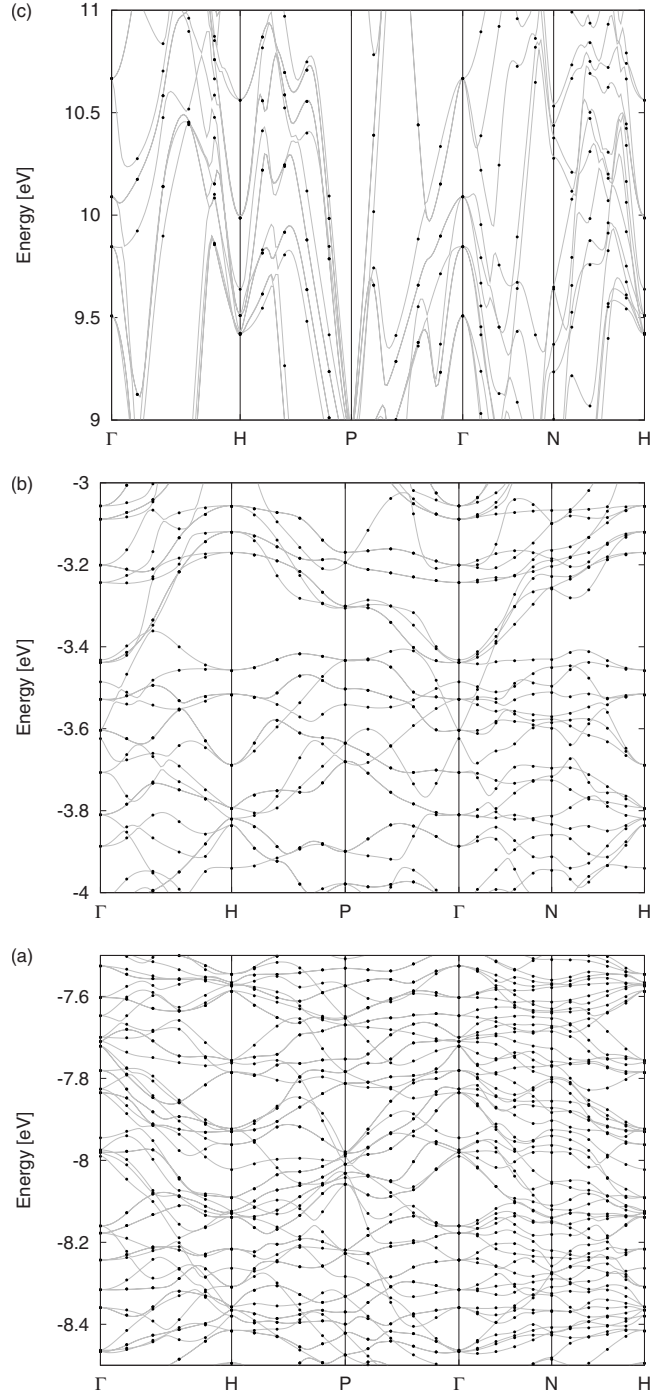 (c)
11
10.5
10
9.5
9
Energy [eV]
Γ H P Γ N H
(b)
-3
-3.2
-3.4
-3.6
-3.8
-4
Energy [eV]
Γ H P Γ N H
(a)
-7.6
-7.8
-8
-8.2
-8.4
Energy [eV]
Γ H P Γ N H